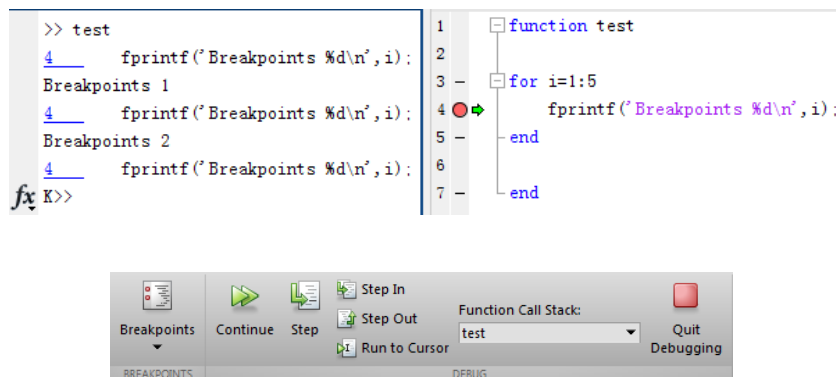 >> test
4 fprintf('Breakpoints %d\n',i);
Breakpoints 1
4 fprintf('Breakpoints %d\n',i);
Breakpoints 2
4 fprintf('Breakpoints %d\n',i);
fx K>>
1 function test
2
3 – for i=1:5
4 fprintf('Breakpoints %d\n',i);
5 – end
6
7 – end
Breakpoints
Continue
Step
Step In
Step Out
Run to Cursor
Function Call Stack:
test
Quit
Debugging
BREAKPOINTS
DEBUG